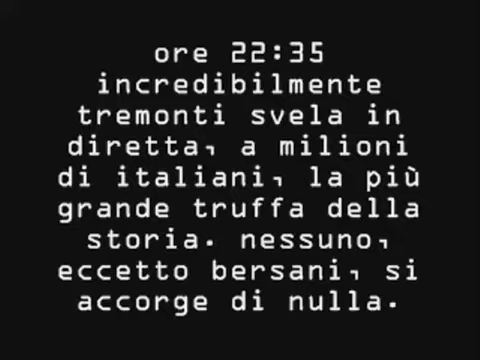 ore 22:35
incredibilmente
tremonti svela in
diretta, a milioni
di italiani, la più
grande truffa della
storia. nessuno,
eccetto bersani, si
accorge di nulla.